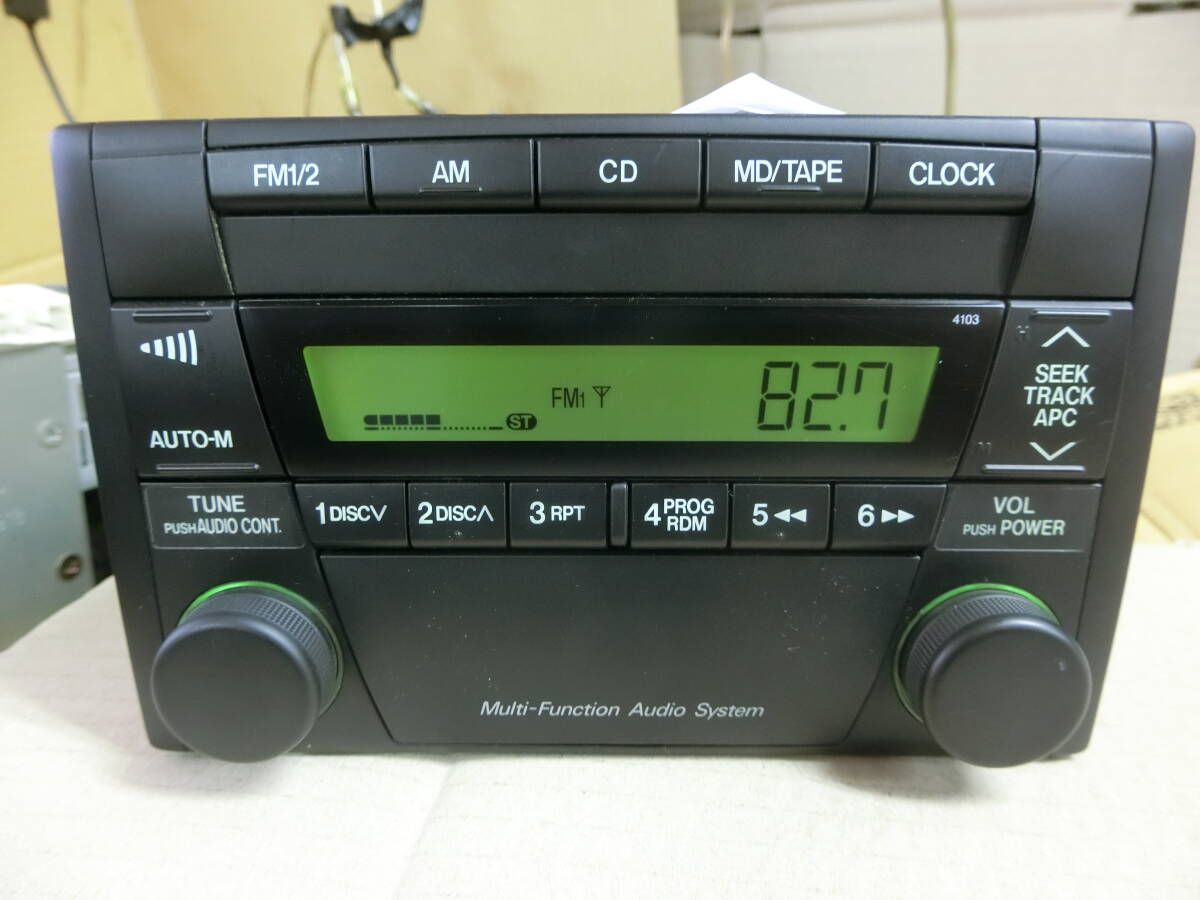 FM1/2 AM CD MD/TAPE CLOCK
4103
FM1 82.7
ST
SEEK
TRACK
APC
AUTO-M
TUNE
PUSH AUDIO CONT.
1 DISC∨ 2 DISC∧ 3 RPT 4 PROG RDM 5 ◀◀ 6 ▶▶
VOL
PUSH POWER
Multi-Function Audio System